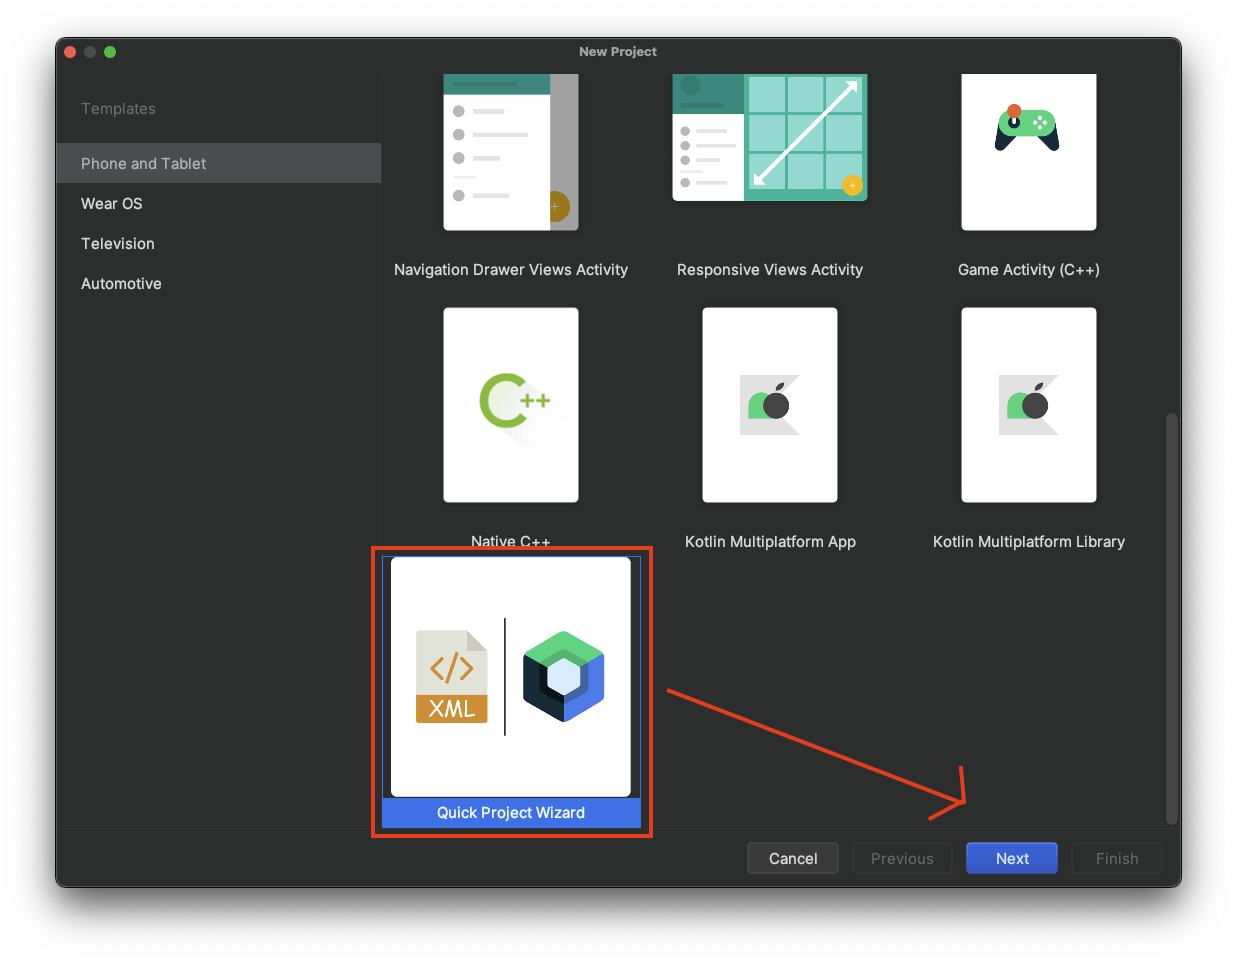 New Project
Templates
Phone and Tablet
Wear OS
Television
Automotive
Navigation Drawer Views Activity
Responsive Views Activity
Game Activity (C++)
C++
Native C++
Kotlin Multiplatform App
Kotlin Multiplatform Library
</>
XML
Quick Project Wizard
Cancel
Previous
Next
Finish